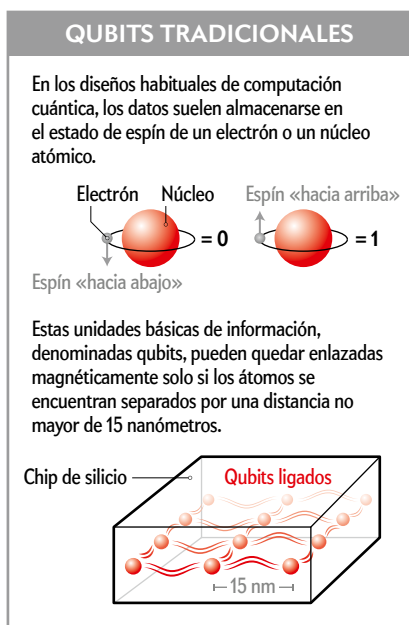 QUBITS TRADICIONALES
En los diseños habituales de computación
cuántica, los datos suelen almacenarse en
el estado de espín de un electrón o un núcleo
atómico.
Electrón Núcleo Espín «hacia arriba»
= 0 = 1
Espín «hacia abajo»
Estas unidades básicas de información,
denominadas qubits, pueden quedar enlazadas
magnéticamente solo si los átomos se
encuentran separados por una distancia no
mayor de 15 nanómetros.
Chip de silicio Qubits ligados
15 nm